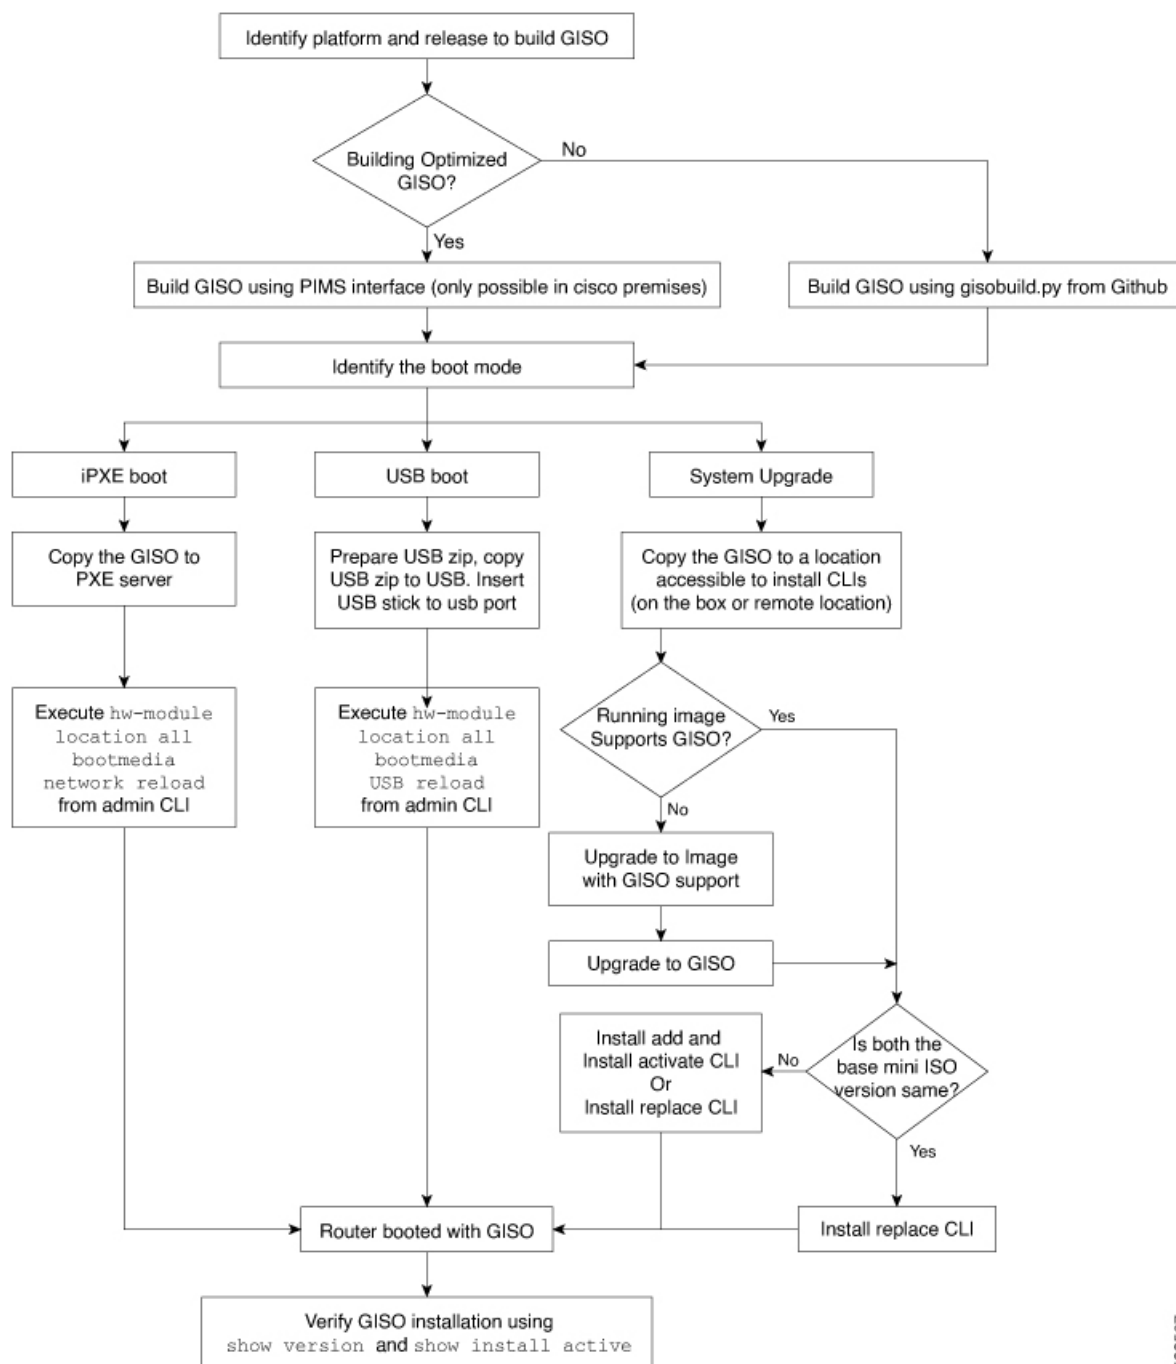 Identify platform and release to build GISO
Building Optimized
GISO?
No
Yes
Build GISO using PIMS interface (only possible in cisco premises)
Build GISO using gisobuild.py from Github
Identify the boot mode
iPXE boot
USB boot
System Upgrade
Copy the GISO to
PXE server
Prepare USB zip, copy
USB zip to USB. Insert
USB stick to usb port
Copy the GISO to a location
accessible to install CLIs
(on the box or remote location)
Execute hw-module
location all
bootmedia
network reload
from admin CLI
Execute hw-module
location all
bootmedia
USB reload
from admin CLI
Running image
Supports GISO?
Yes
No
Upgrade to Image
with GISO support
Upgrade to GISO
Install add and
Install activate CLI
Or
Install replace CLI
No
Is both the
base mini ISO
version same?
Yes
Router booted with GISO
Install replace CLI
Verify GISO installation using
show version and show install active